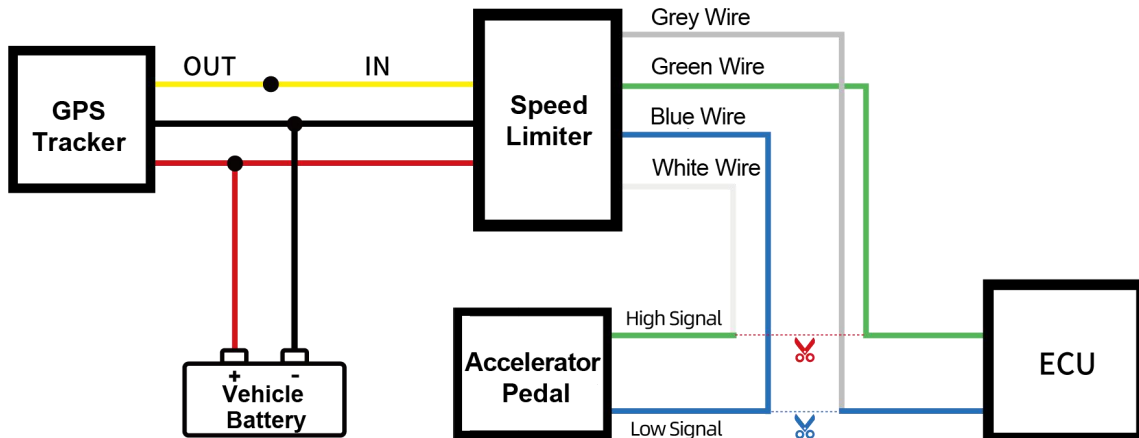 Grey Wire
OUT
IN
Green Wire
GPS
Tracker
Speed
Limiter
Blue Wire
White Wire
High Signal
Accelerator
Pedal
ECU
+
-
Vehicle
Battery
Low Signal